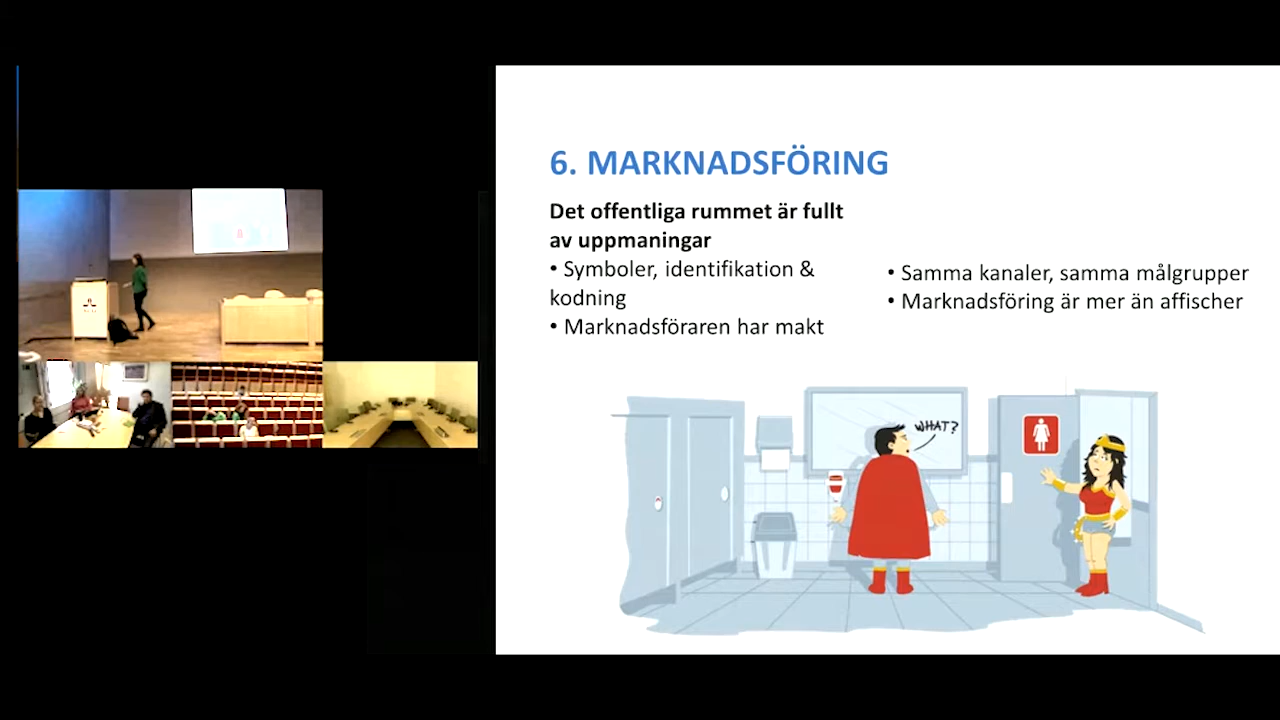 6. MARKNADSFÖRING
Det offentliga rummet är fullt
av uppmaningar
• Symboler, identifikation &
kodning
• Marknadsföraren har makt
• Samma kanaler, samma målgrupper
• Marknadsföring är mer än affischer
WHAT?